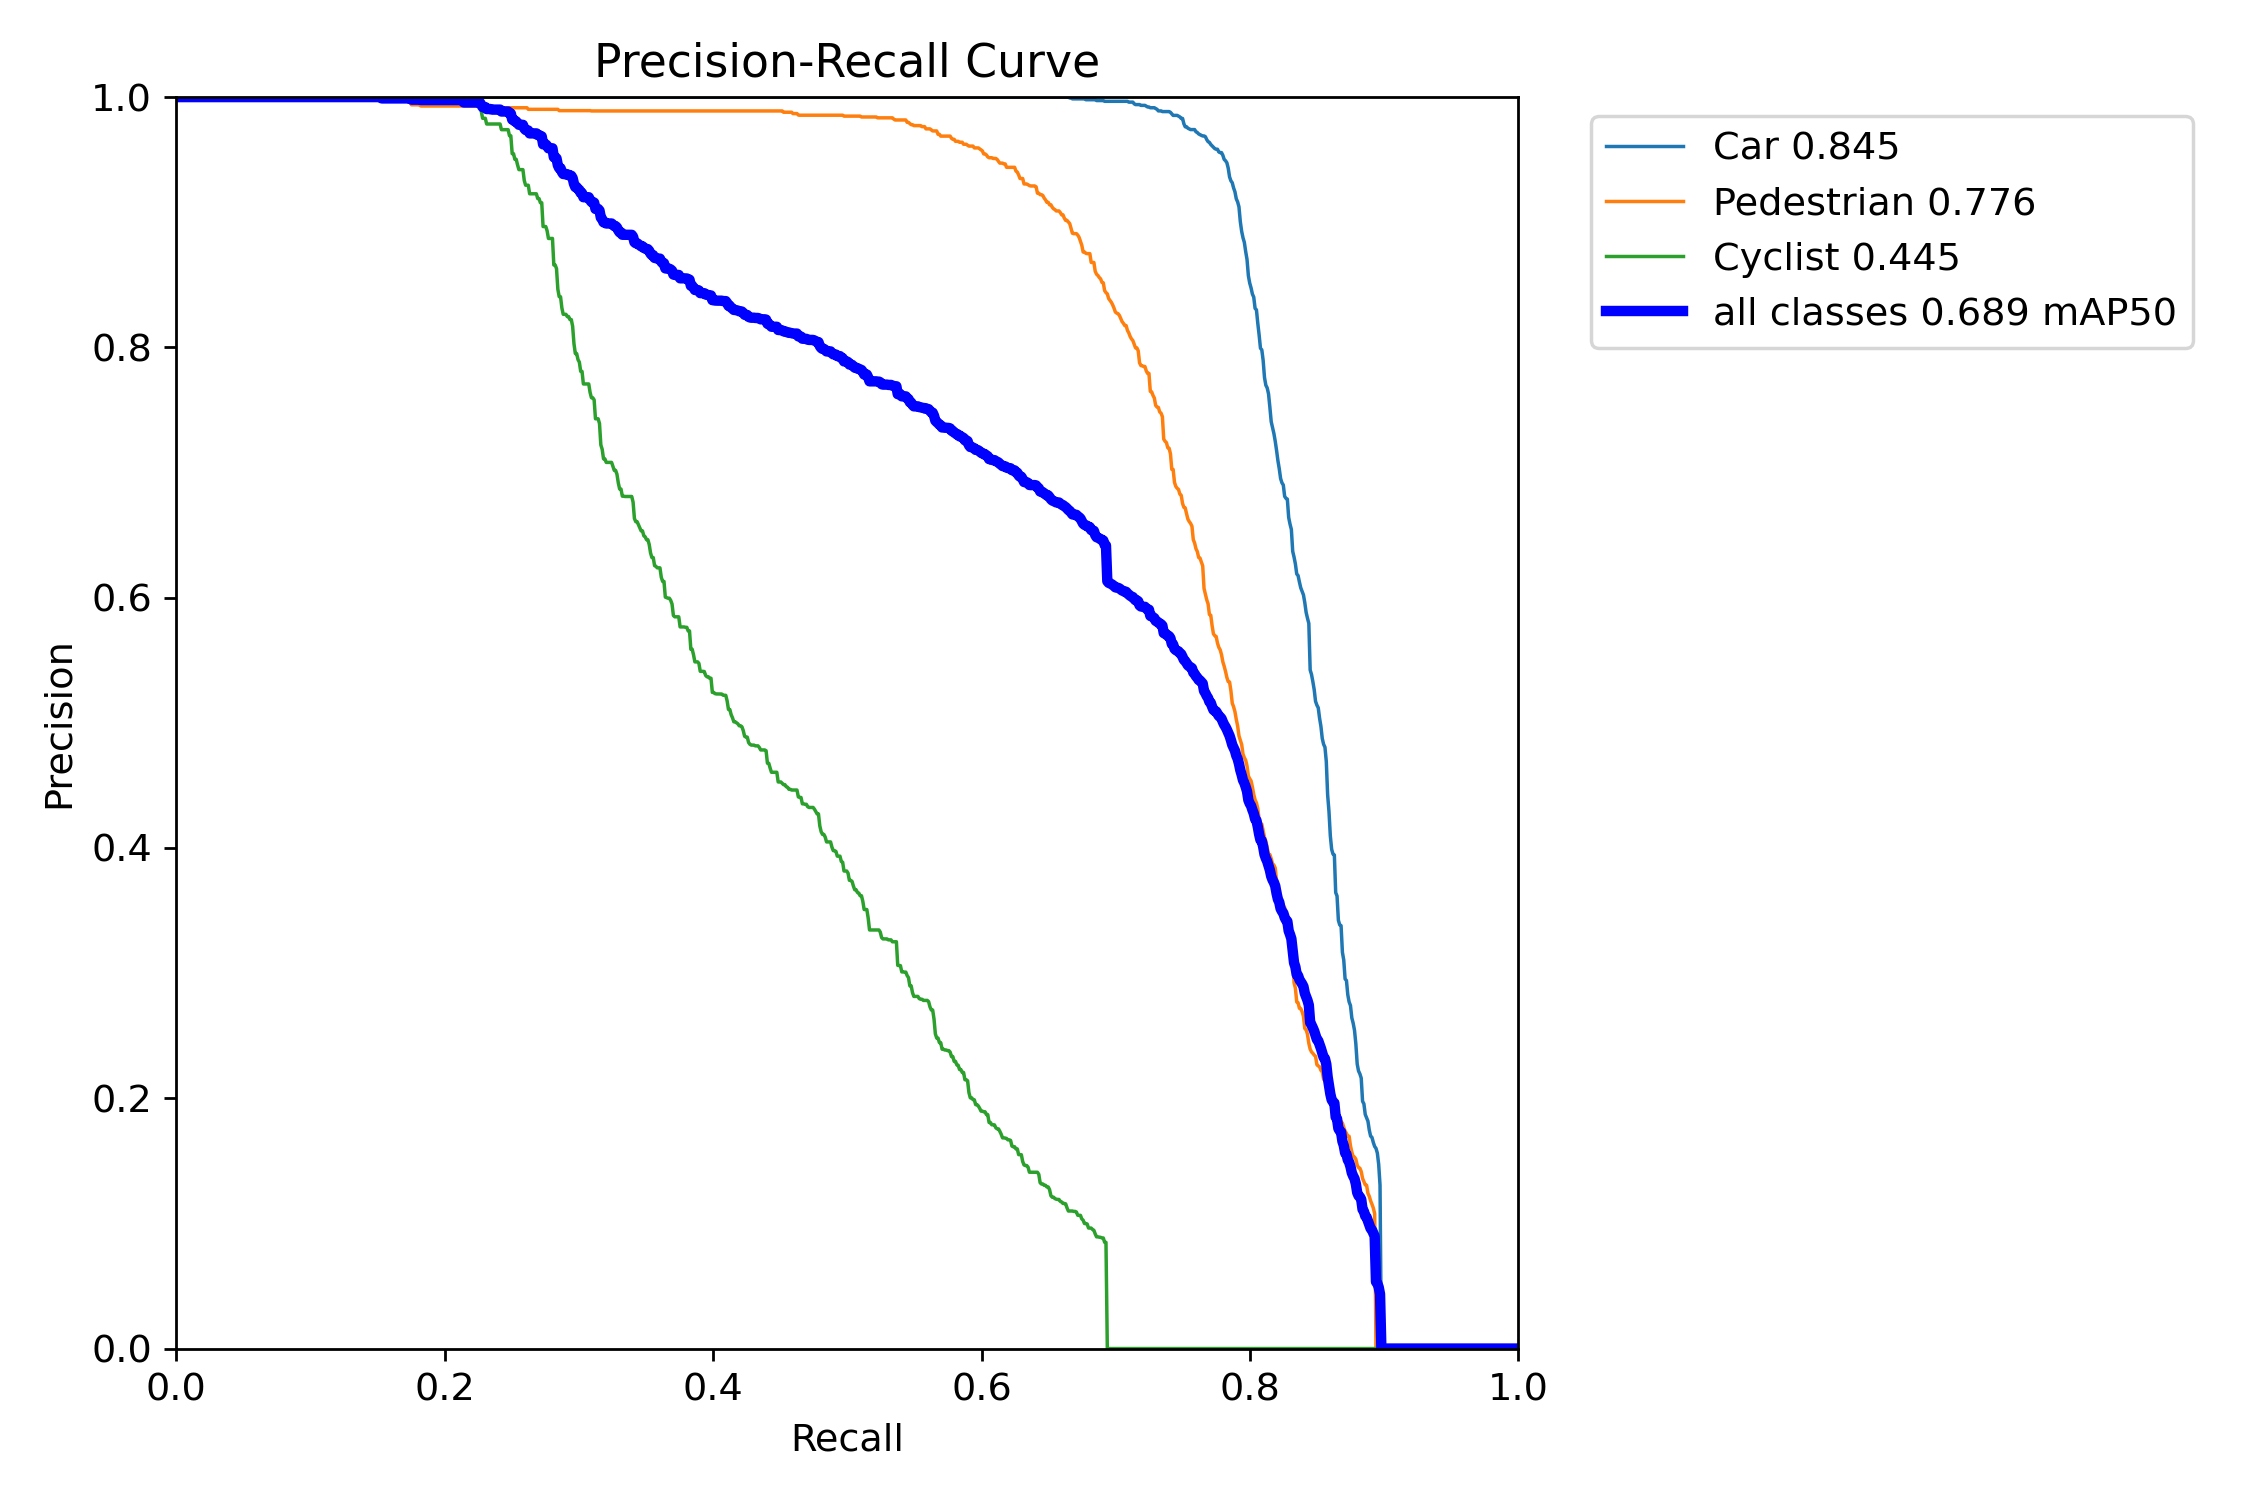 Precision-Recall Curve
1.0
0.8
0.6
0.4
0.2
0.0
Precision
0.0 0.2 0.4 0.6 0.8 1.0
Recall
Car 0.845
Pedestrian 0.776
Cyclist 0.445
all classes 0.689 mAP50